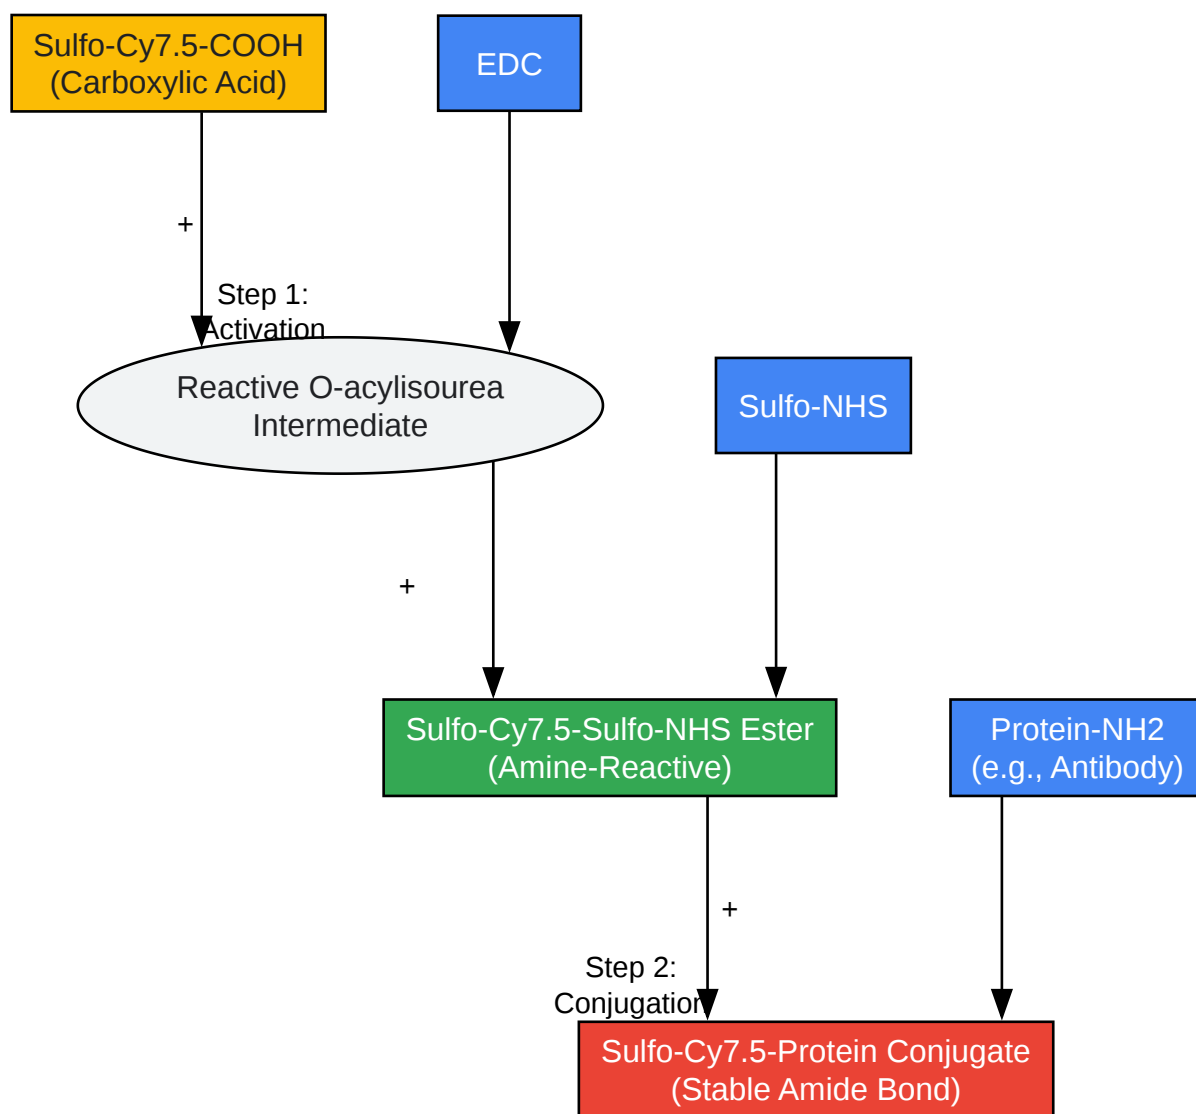 Sulfo-Cy7.5-COOH
(Carboxylic Acid)
EDC
+
Step 1:
Activation
Reactive O-acylisourea
Intermediate
Sulfo-NHS
+
Sulfo-Cy7.5-Sulfo-NHS Ester
(Amine-Reactive)
Protein-NH2
(e.g., Antibody)
+
Step 2:
Conjugation
Sulfo-Cy7.5-Protein Conjugate
(Stable Amide Bond)